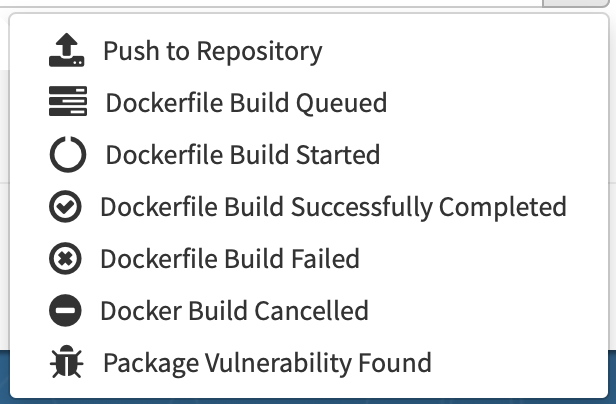 Push to Repository
Dockerfile Build Queued
Dockerfile Build Started
Dockerfile Build Successfully Completed
Dockerfile Build Failed
Docker Build Cancelled
Package Vulnerability Found